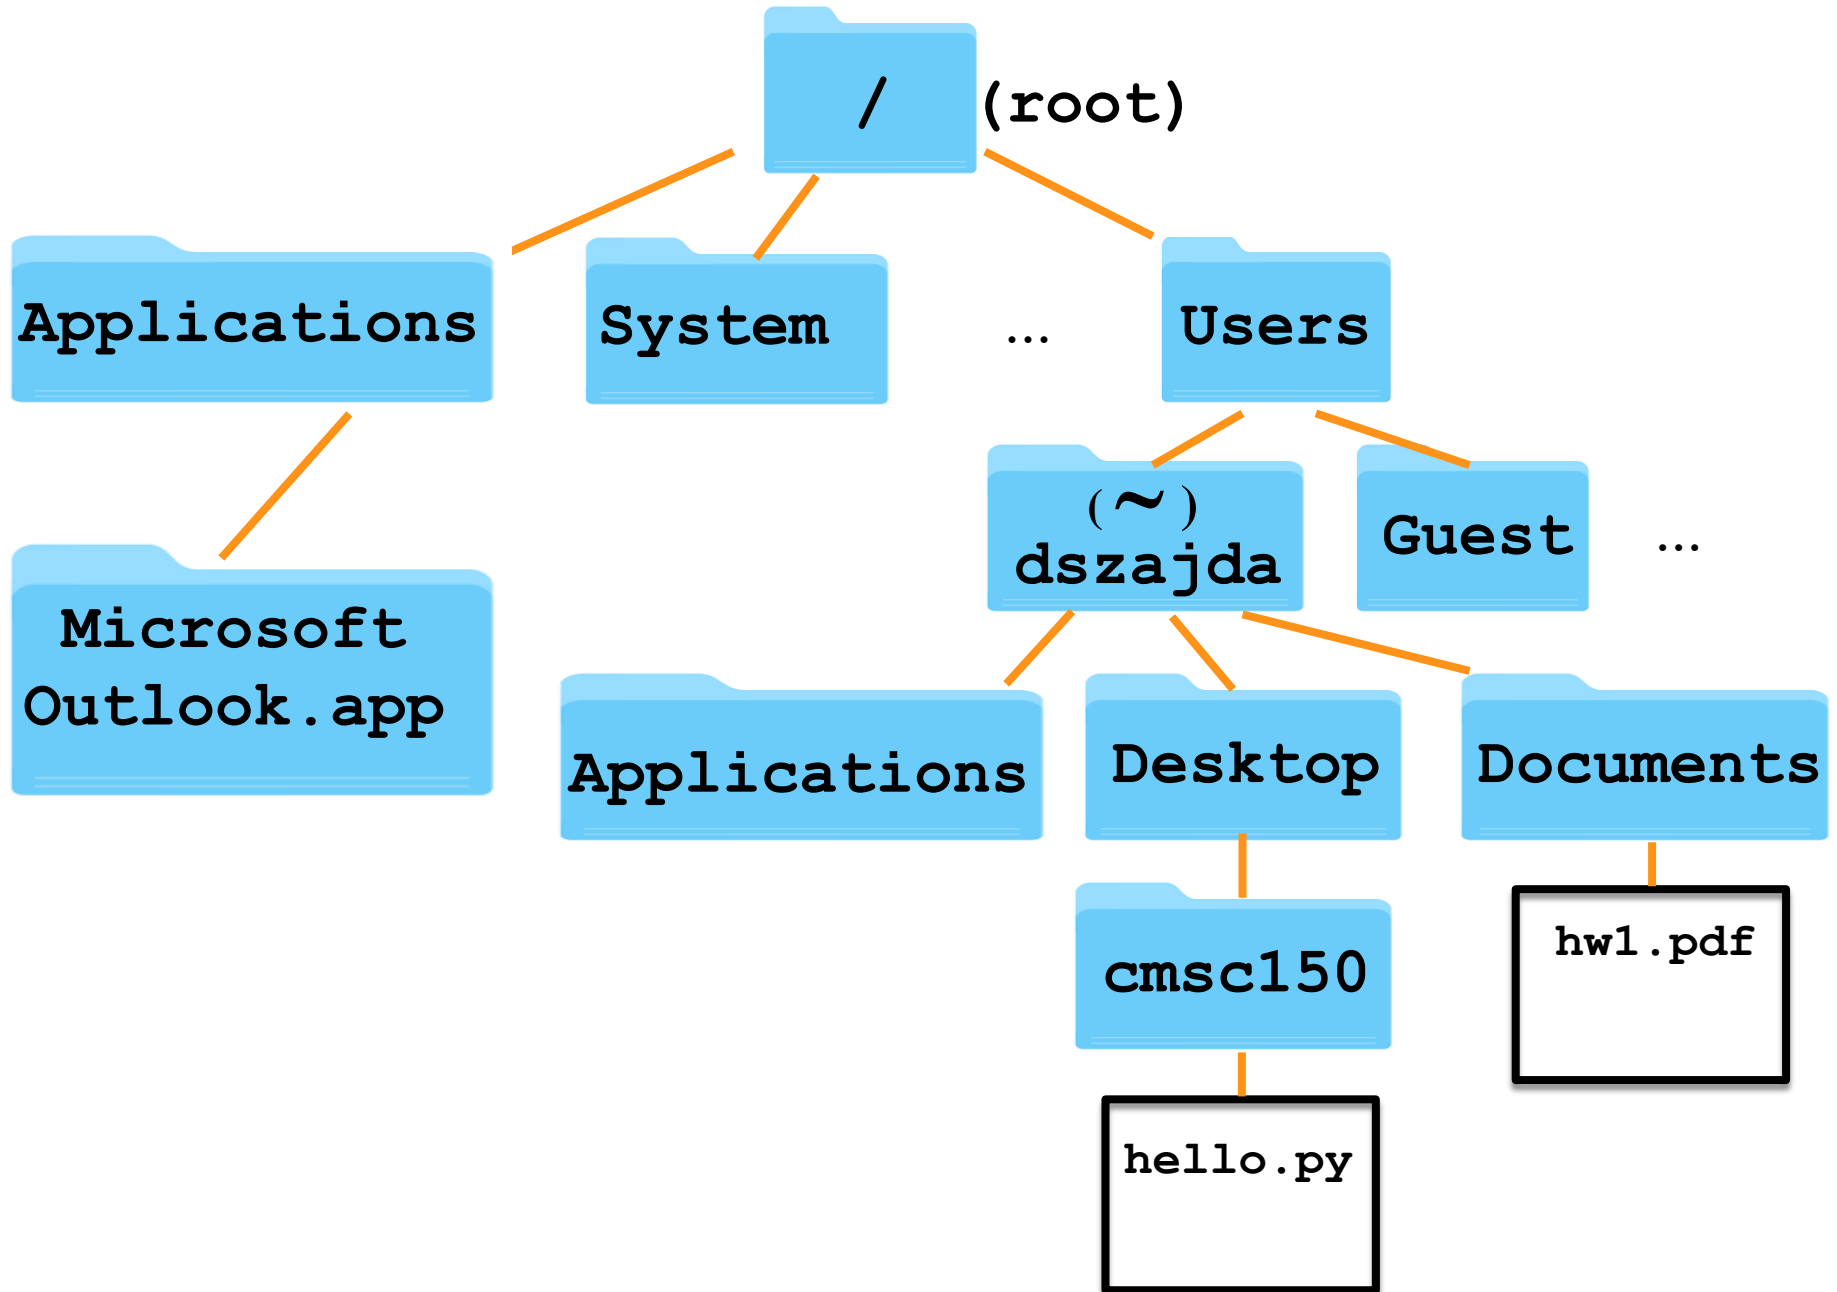 / (root)
Applications
System
...
Users
(~)
dszajda
Guest
...
Microsoft
Outlook.app
Applications
Desktop
Documents
cmsc150
hw1.pdf
hello.py